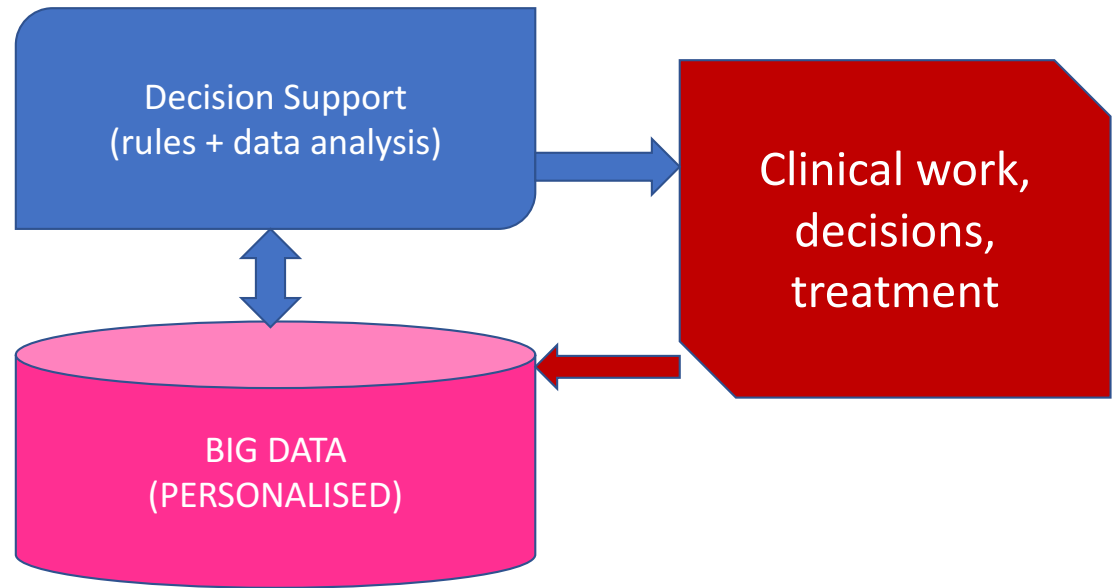 Decision Support
(rules + data analysis)
Clinical work,
decisions,
treatment
BIG DATA
(PERSONALISED)